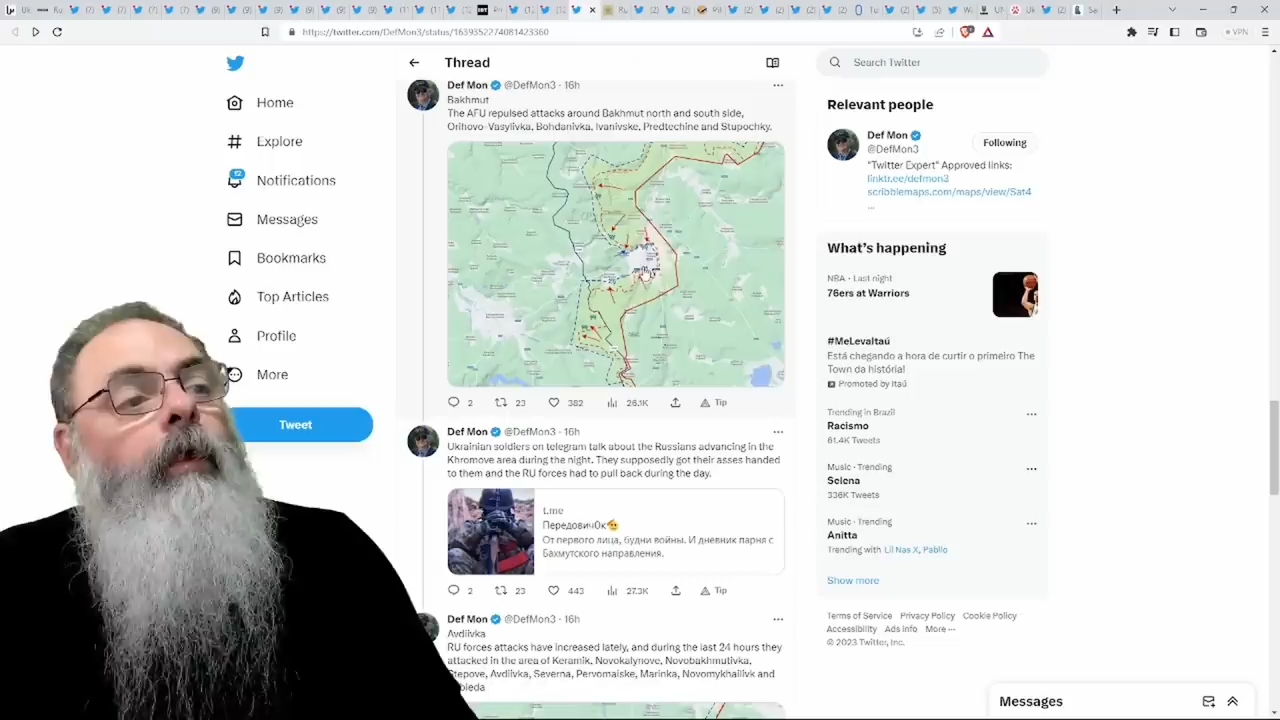 https://twitter.com/DefMon3/status/1639352274081423360
VPN
Home
Explore
Notifications
Messages
Bookmarks
Top Articles
Profile
More
Tweet
Thread
Def Mon @DefMon3 · 16h
Bakhmut
The AFU repulsed attacks around Bakhmut north and south side,
Orihovo-Vasylivka, Bohdanivka, Ivanivske, Predtechine and Stupochky.
2 23 382 26.1K Tip
Def Mon @DefMon3 · 16h
Ukrainian soldiers on telegram talk about the Russians advancing in the
Khromove area during the night. They supposedly got their asses handed
to them and the RU forces had to pull back during the day.
t.me
ПередовичОк🫡
От первого лица, будни войны. И дневник парня с
Бахмутского направления.
2 23 443 27.3K Tip
Def Mon @DefMon3 · 16h
Avdiivka
RU forces attacks have increased lately, and during the last 24 hours they
attacked in the area of Keramik, Novokalynove, Novobakhmutivka,
Stepove, Avdiivka, Severna, Pervomaiske, Marinka, Novomykhailivk and
Search Twitter
Relevant people
Def Mon
@DefMon3
Following
"Twitter Expert" Approved links:
linktr.ee/defmon3
scribblemaps.com/maps/view/Sat4
...
What's happening
NBA · Last night
76ers at Warriors
#MeLevaItaú
Está chegando a hora de curtir o primeiro The
Town da história!
Promoted by Itaú
Trending in Brazil
Racismo
61.4K Tweets
Music · Trending
Selena
336K Tweets
Music · Trending
Anitta
Trending with Lil Nas X, Pabllo
Show more
Terms of Service Privacy Policy Cookie Policy
Accessibility Ads info More ···
© 2023 Twitter, Inc.
Messages